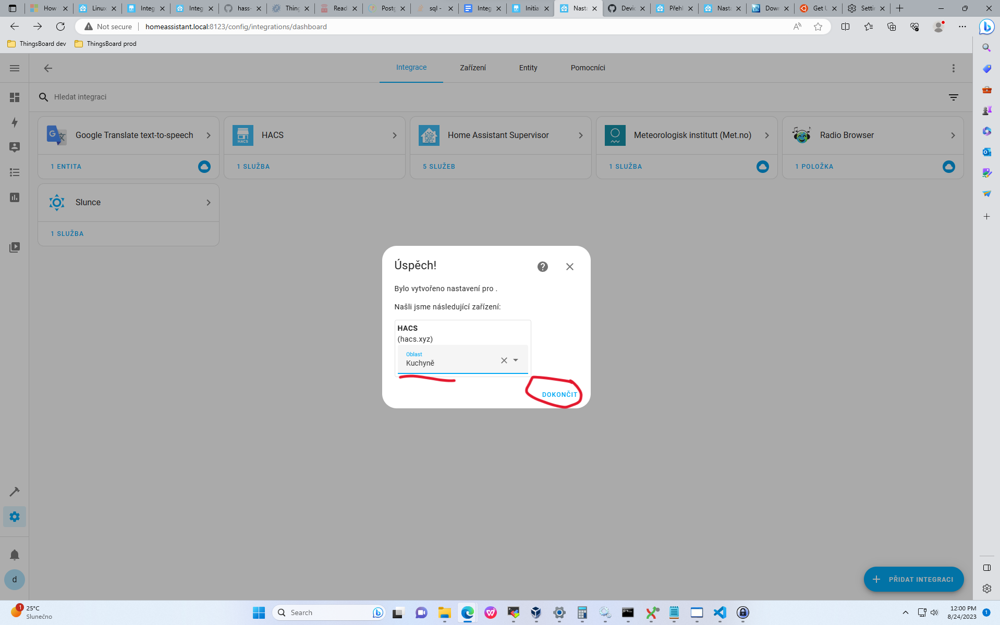 How
Linux
Integ
Integ
hass-
Thing
Read
Postg
sql -
Integ
Initia
Nasta
Devic
Přehl
Nasta
Dow
Get U
Settin
Not secure
homeassistant.local:8123/config/integrations/dashboard
ThingsBoard dev
ThingsBoard prod
Integrace
Zařízení
Entity
Pomocníci
Hledat integraci
Google Translate text-to-speech
1 ENTITA
HACS
HACS
1 SLUŽBA
Home Assistant Supervisor
5 SLUŽEB
Meteorologisk institutt (Met.no)
1 SLUŽBA
Radio Browser
1 POLOŽKA
Slunce
1 SLUŽBA
Úspěch!
Bylo vytvořeno nastavení pro .
Našli jsme následující zařízení:
HACS
(hacs.xyz)
Oblast
Kuchyně
DOKONČIT
d
PŘIDAT INTEGRACI
1
25°C
Slunečno
Search
12:00 PM
8/24/2023
1